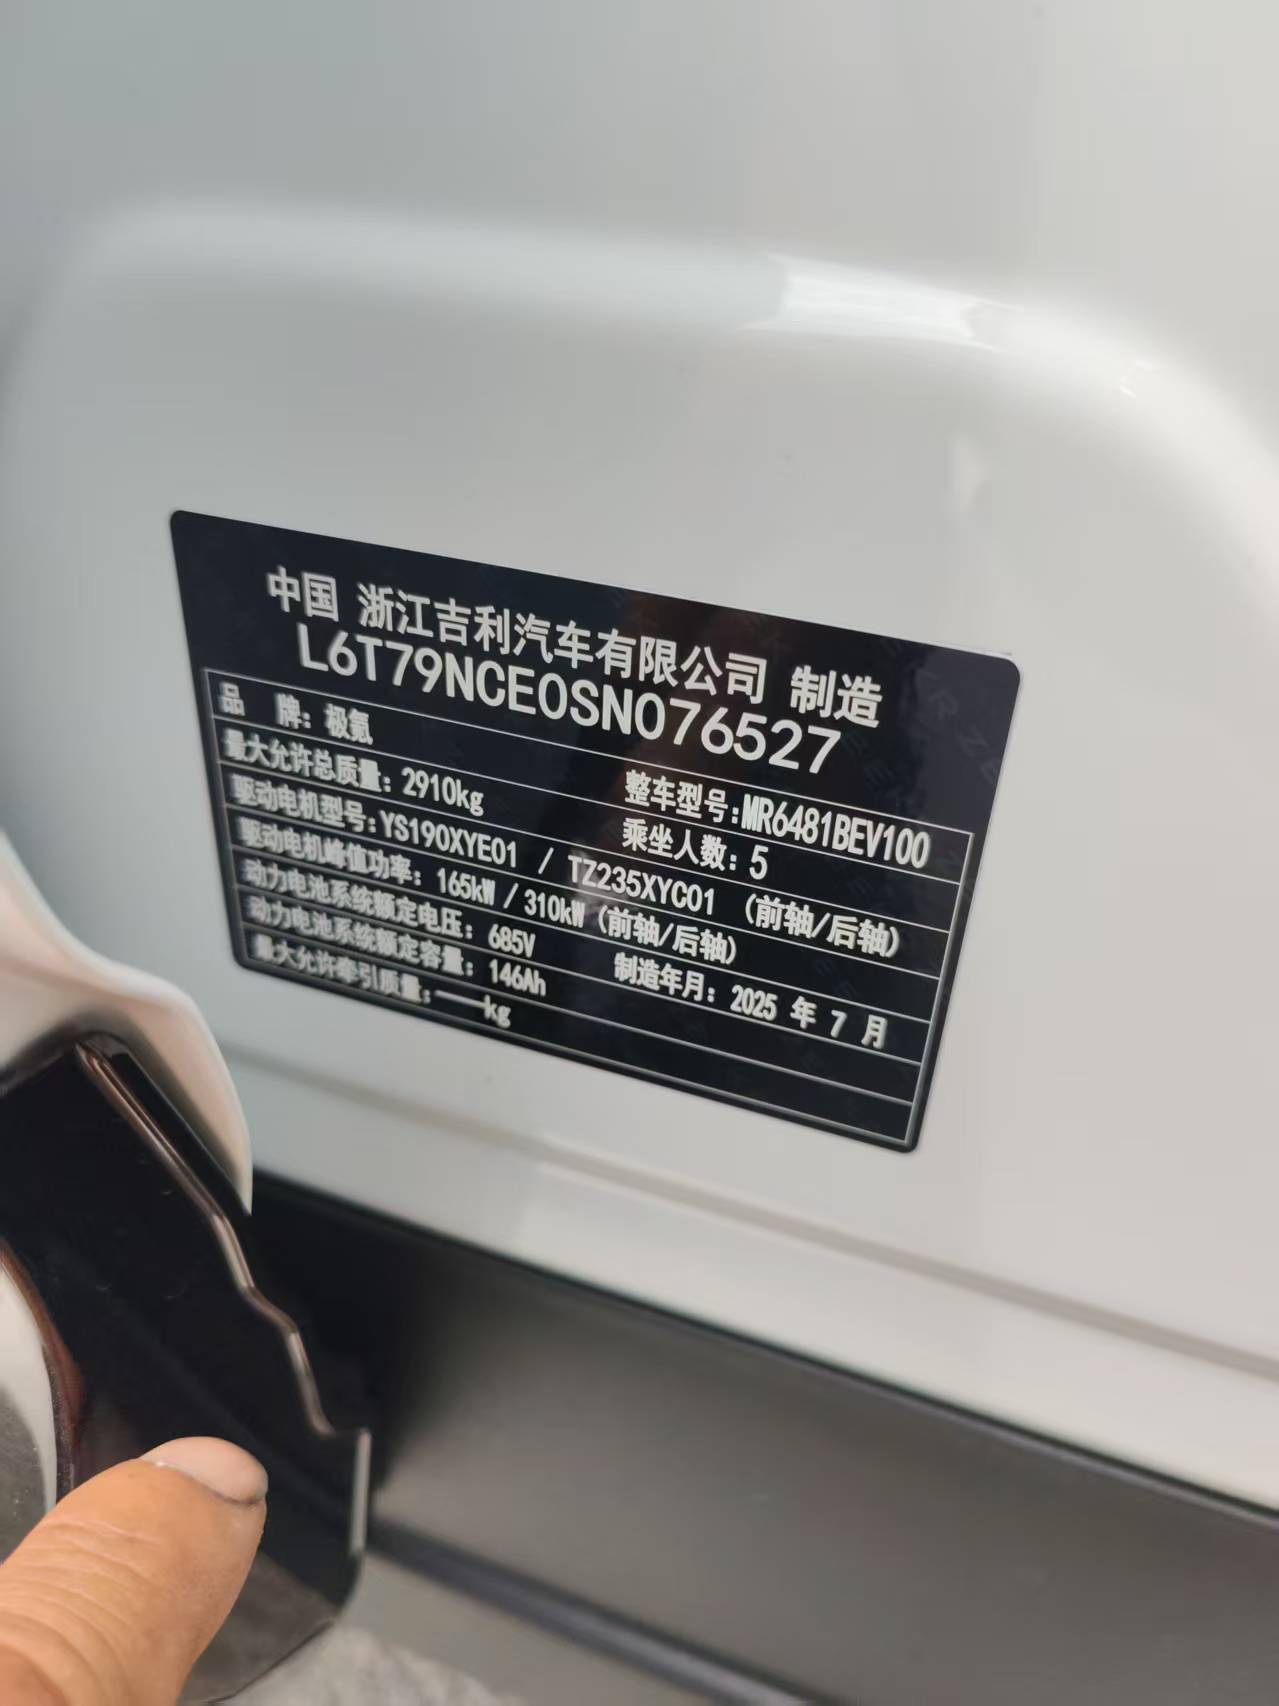 中国 浙江吉利汽车有限公司 制造
L6T79NCE0SN076527
品 牌：极氪 整车型号：MR6481BEV100
最大允许总质量：2910kg 乘坐人数：5
驱动电机型号：YS190XYE01 / TZ235XYC01 （前轴/后轴）
驱动电机峰值功率：165kW / 310kW （前轴/后轴）
动力电池系统额定电压：685V 制造年月：2025 年 7 月
动力电池系统额定容量：146Ah
最大允许牵引质量：——kg